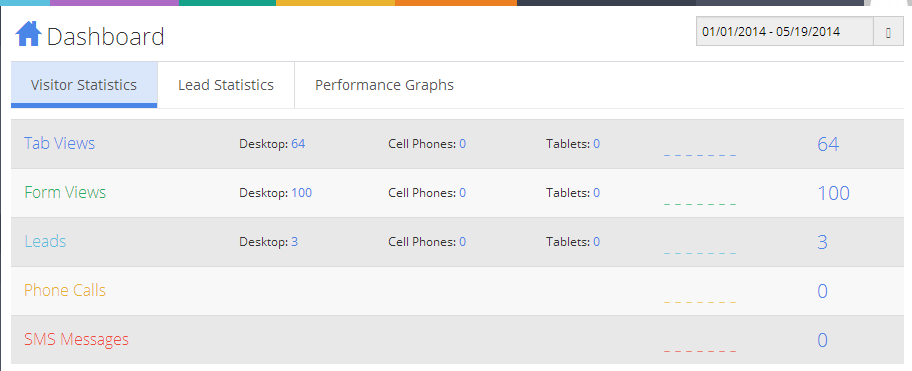 Dashboard
01/01/2014 - 05/19/2014
Visitor Statistics Lead Statistics Performance Graphs
Tab Views Desktop: 64 Cell Phones: 0 Tablets: 0 64
Form Views Desktop: 100 Cell Phones: 0 Tablets: 0 100
Leads Desktop: 3 Cell Phones: 0 Tablets: 0 3
Phone Calls 0
SMS Messages 0